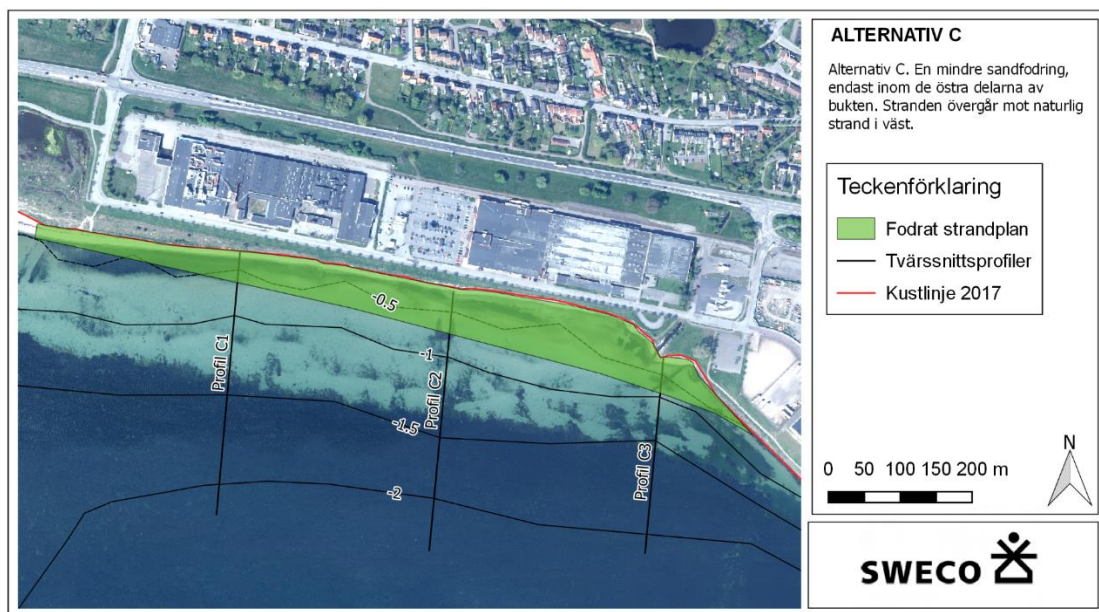 ALTERNATIV C
Alternativ C. En mindre sandfodring,
endast inom de östra delarna av
bukten. Stranden övergår mot naturlig
strand i väst.
Teckenförklaring
Fodrat strandplan
Tvärssnittsprofiler
Kustlinje 2017
N
0 50 100 150 200 m
SWECO
-0.5
-1
-1.5
-2
Profil C1
Profil C2
Profil C3